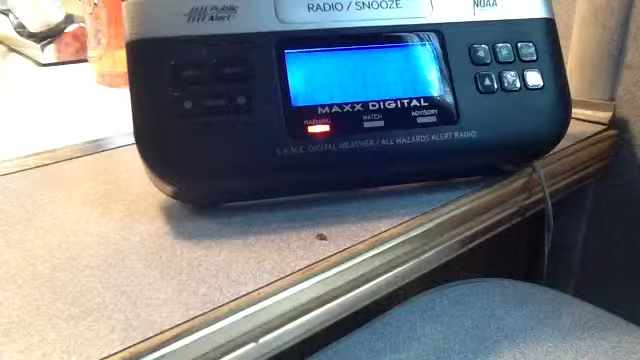 Public
Alert
RADIO / SNOOZE
NOAA
MAXX DIGITAL
WARNING
WATCH
ADVISORY
S.A.M.E. DIGITAL WEATHER / ALL HAZARDS ALERT RADIO